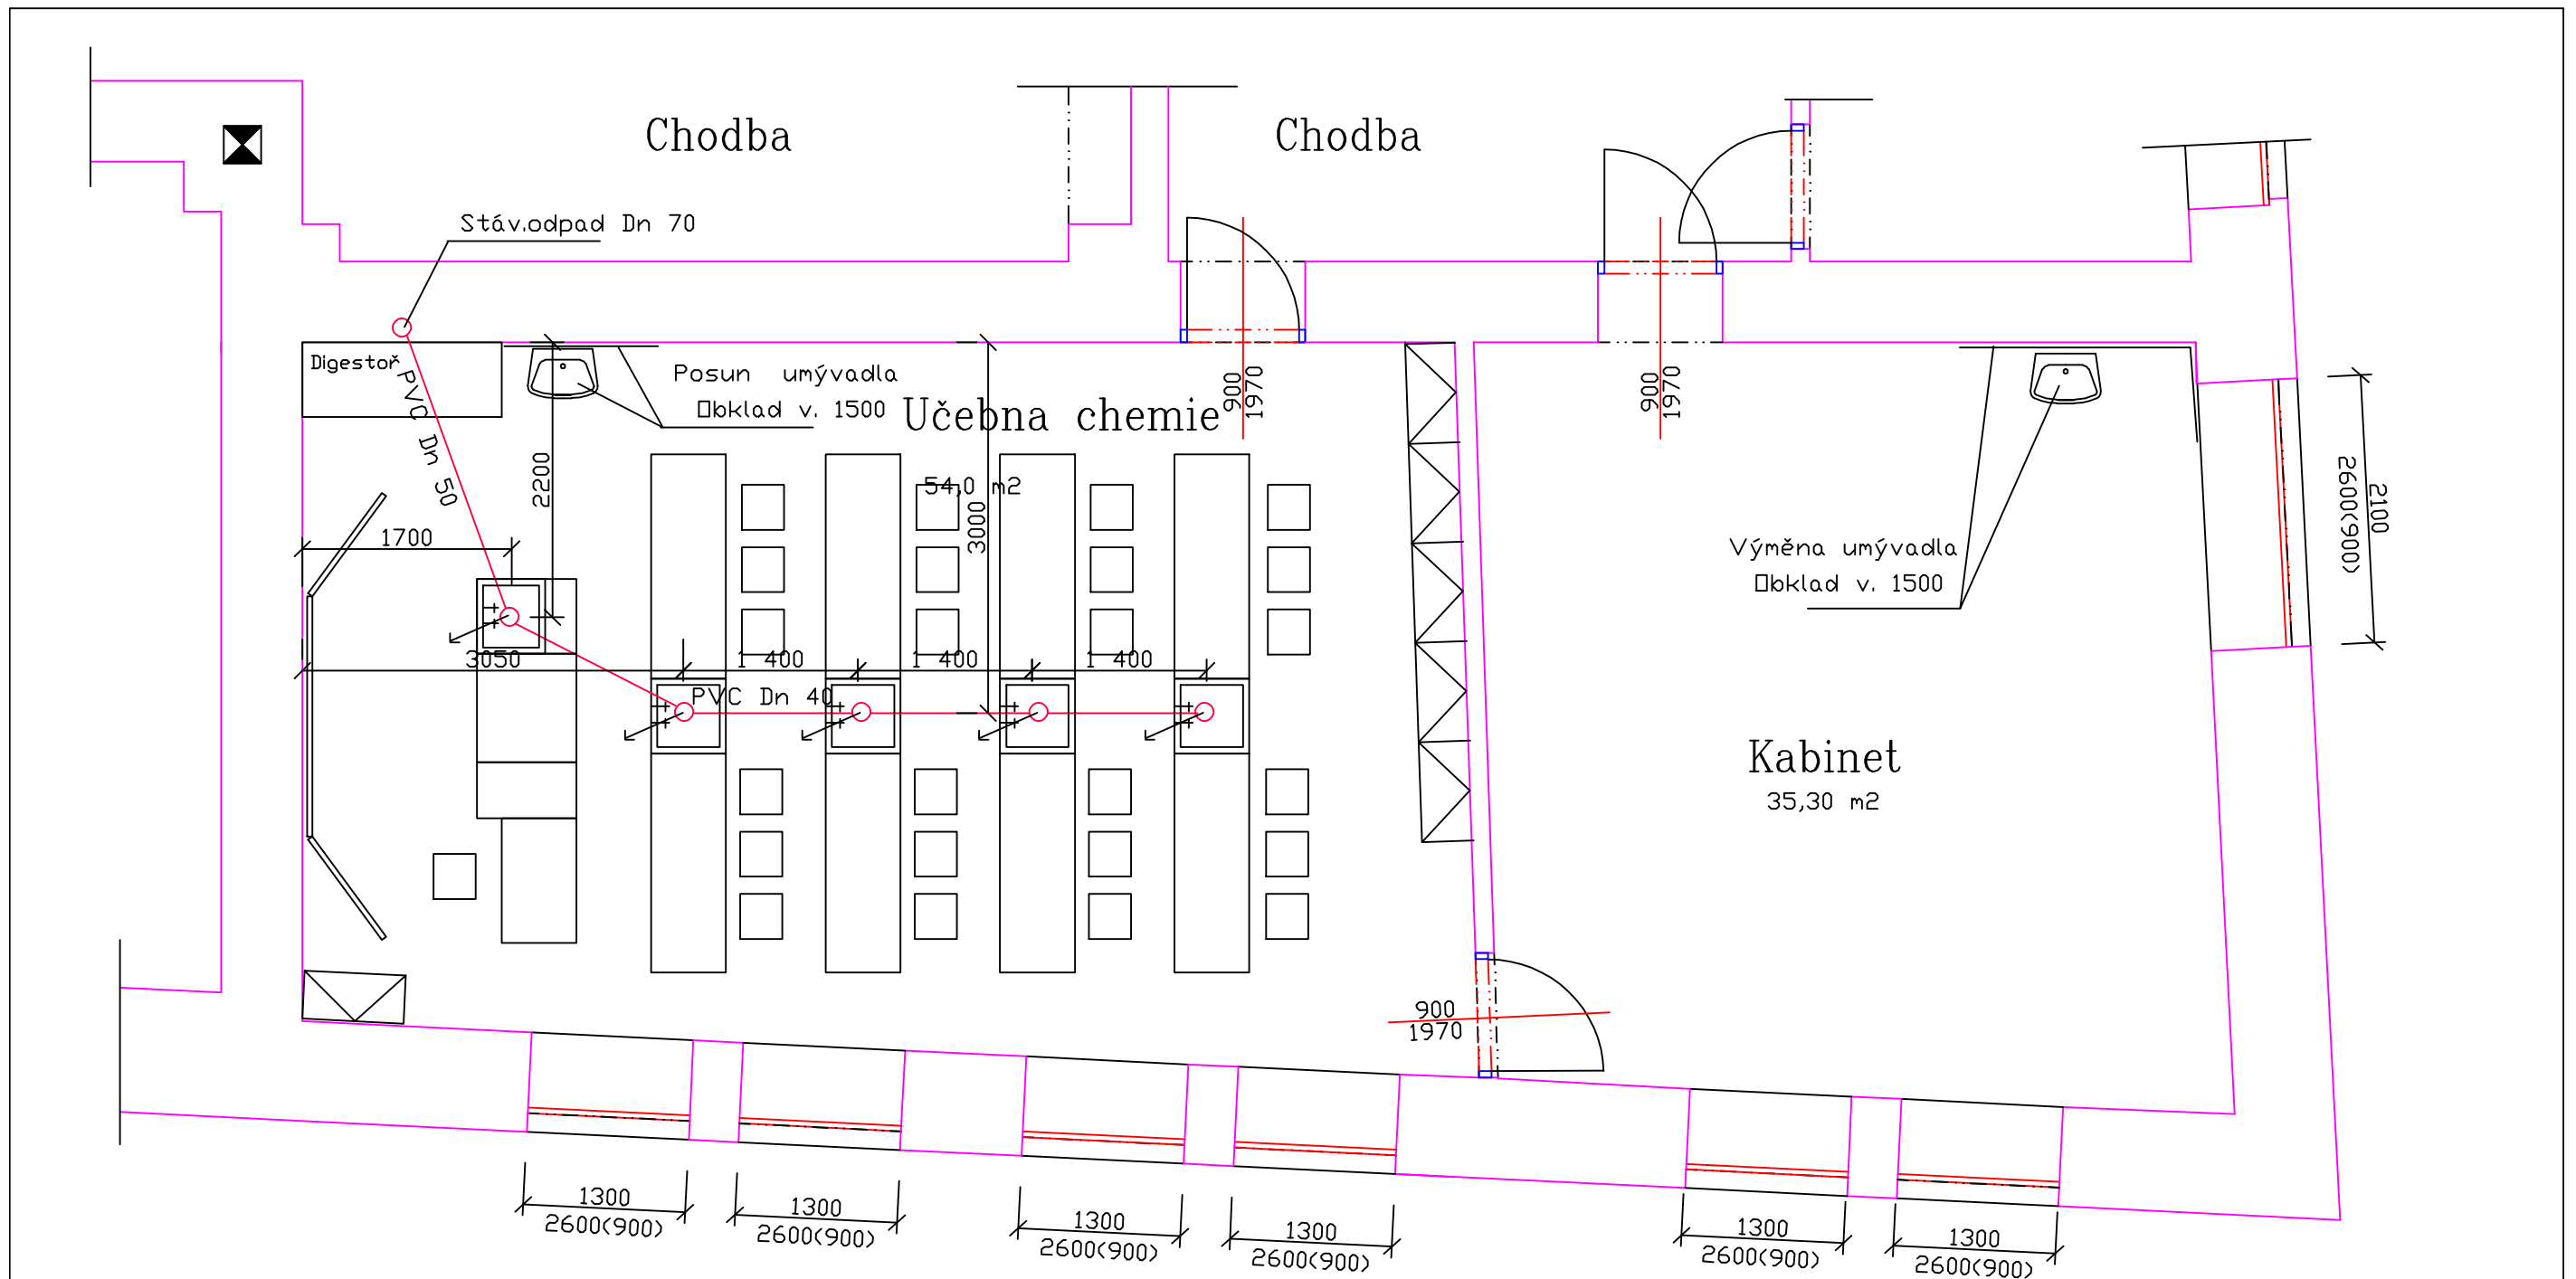 Chodba
Chodba
Stáv.odpad Dn 70
Digestoř
PVC Dn 50
Posun umývadla
Obklad v. 1500
Učebna chemie
54,0 m2
900
1970
900
1970
2200
3000
1700
3050
1 400
1 400
1 400
PVC Dn 40
Výměna umývadla
Obklad v. 1500
2100
2600(900)
Kabinet
35,30 m2
900
1970
1300
2600(900)
1300
2600(900)
1300
2600(900)
1300
2600(900)
1300
2600(900)
1300
2600(900)